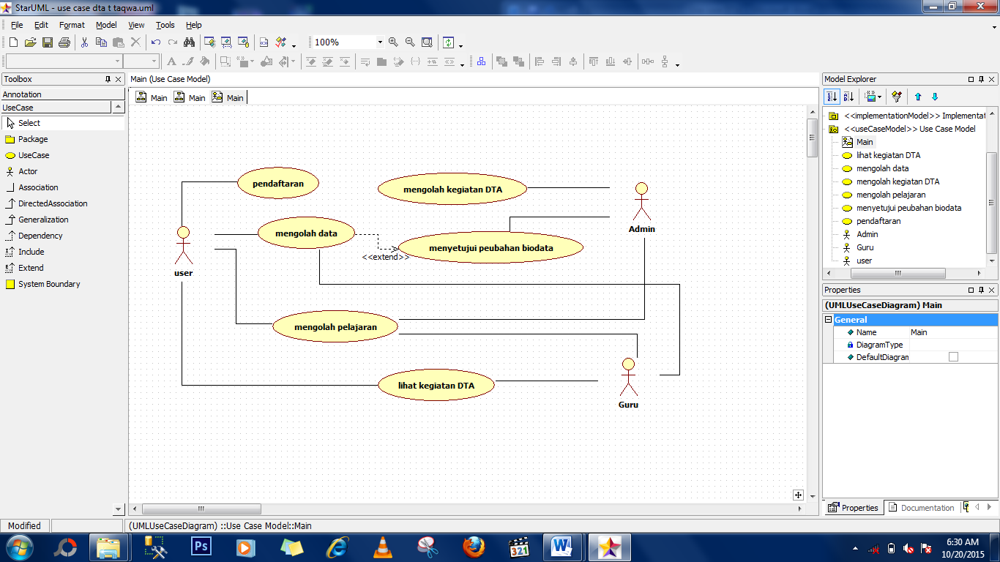 StarUML - use case dta t taqwa.uml
File Edit Format Model View Tools Help
100%
Toolbox
Annotation
UseCase
Select
Package
UseCase
Actor
Association
DirectedAssociation
Generalization
Dependency
Include
Extend
System Boundary
Main (Use Case Model)
Main Main Main
pendaftaran
mengolah kegiatan DTA
mengolah data
Admin
menyetujui peubahan biodata
<<extend>>
user
mengolah pelajaran
lihat kegiatan DTA
Guru
Model Explorer
<<implementationModel>> Implementat
<<useCaseModel>> Use Case Model
Main
lihat kegiatan DTA
mengolah data
mengolah kegiatan DTA
mengolah pelajaran
menyetujui peubahan biodata
pendaftaran
Admin
Guru
user
Properties
(UMLUseCaseDiagram) Main
General
Name Main
DiagramType
DefaultDiagran
Properties Documentation
Modified
(UMLUseCaseDiagram) ::Use Case Model::Main
Ps
321
W
6:30 AM
10/20/2015